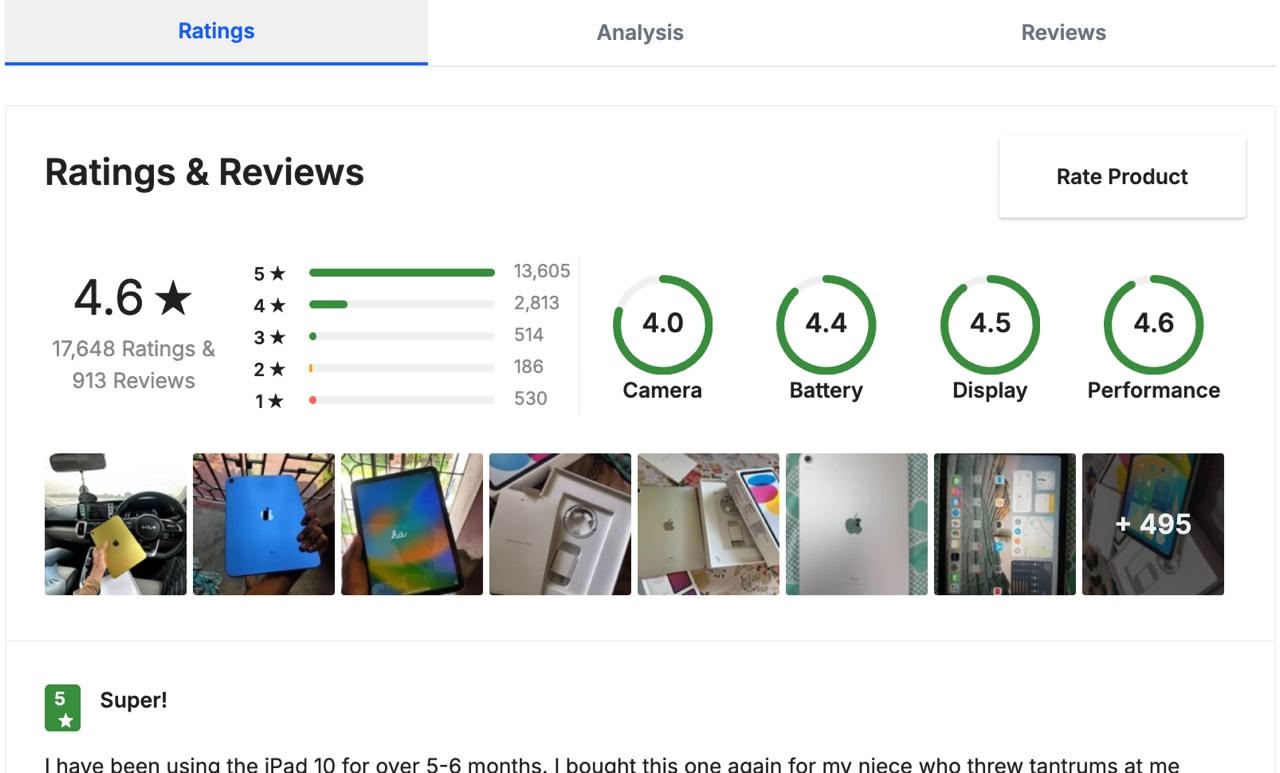 Ratings
Analysis
Reviews
Ratings & Reviews
Rate Product
4.6 ★
17,648 Ratings &
913 Reviews
5 ★ 13,605
4 ★ 2,813
3 ★ 514
2 ★ 186
1 ★ 530
4.0
Camera
4.4
Battery
4.5
Display
4.6
Performance
ha
+ 495
5 ★
Super!
I have been using the iPad 10 for over 5-6 months. I bought this one again for my niece who threw tantrums at me